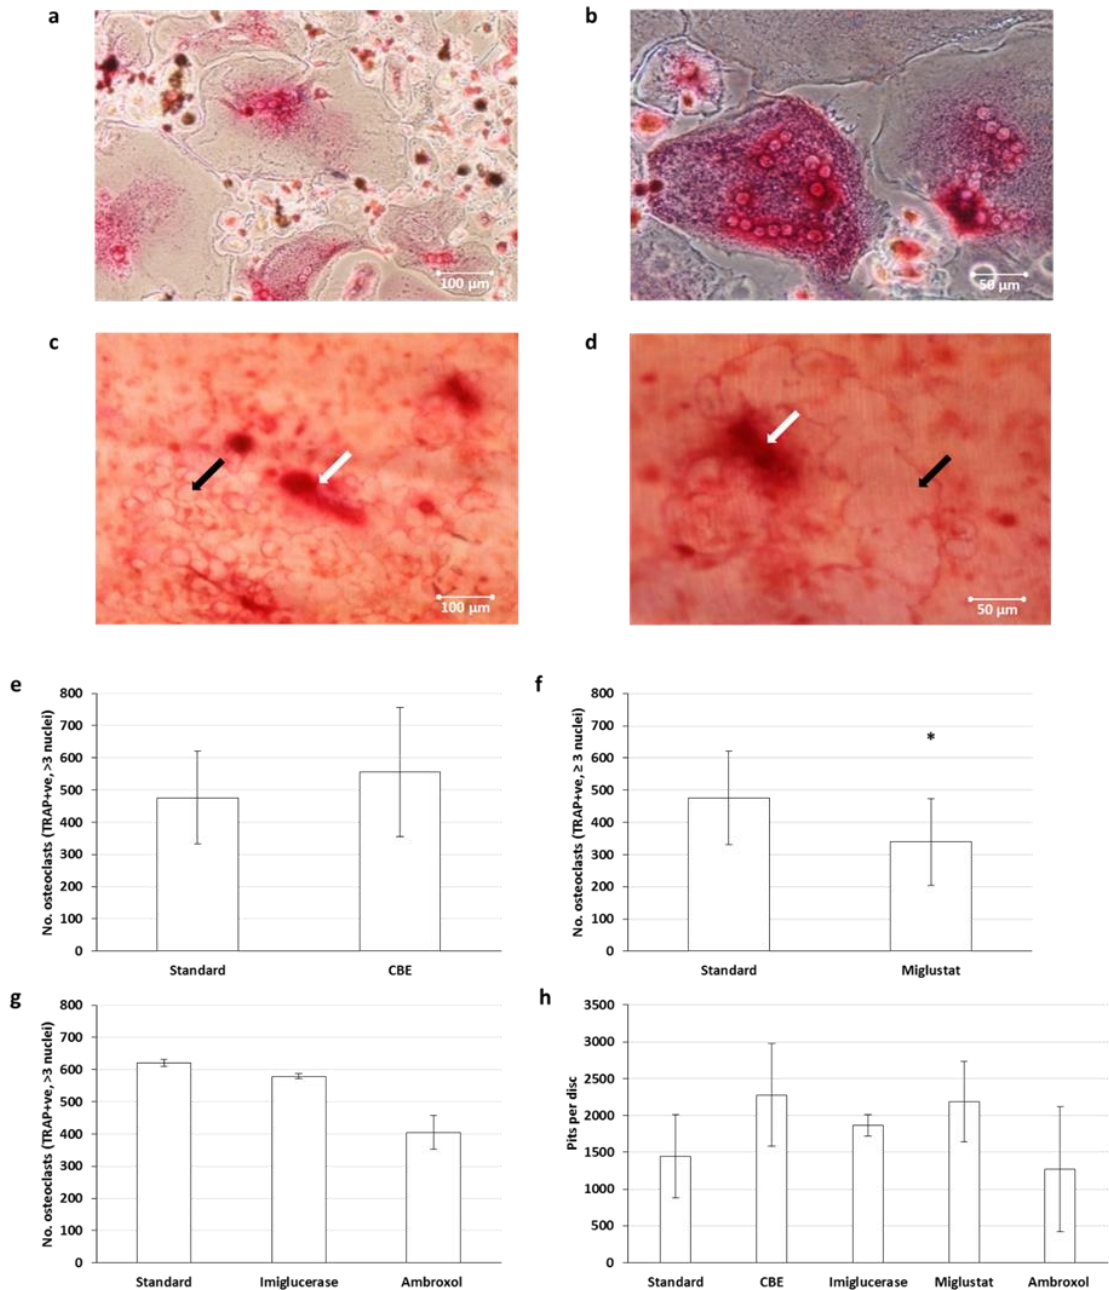 a
b
100 µm
50 µm
c
d
100 µm
50 µm
e
No. osteoclasts (TRAP+ve, >3 nuclei)
800
700
600
500
400
300
200
100
0
Standard CBE
f
No. osteoclasts (TRAP+ve, ≥ 3 nuclei)
800
700
600
500
400
300
200
100
0
*
Standard Miglustat
g
No. osteoclasts (TRAP+ve, >3 nuclei)
800
700
600
500
400
300
200
100
0
Standard Imiglucerase Ambroxol
h
Pits per disc
3500
3000
2500
2000
1500
1000
500
0
Standard CBE Imiglucerase Miglustat Ambroxol